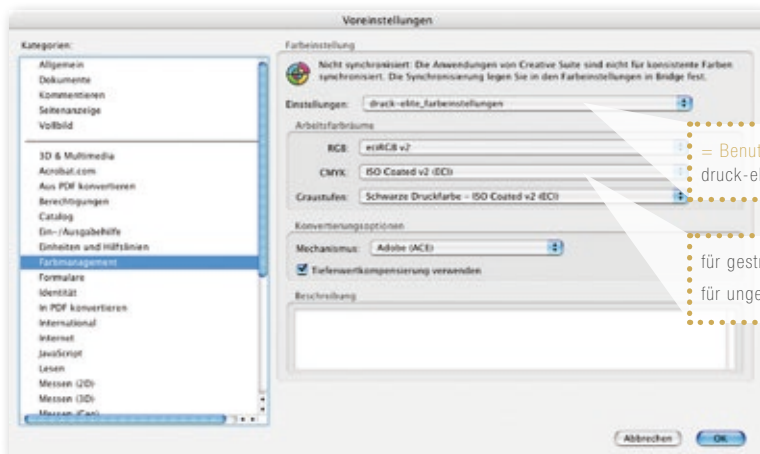 Voreinstellungen
Kategorien:
Allgemein
Dokumente
Kommentieren
Seitenanzeige
Vollbild
3D & Multimedia
Acrobat.com
Aus PDF konvertieren
Berechtigungen
Catalog
Ein-/Ausgabehilfe
Einheiten und Hilfslinien
Farbmanagement
Formulare
Identität
In PDF konvertieren
International
Internet
JavaScript
Lesen
Messen (2D)
Messen (3D)
Messen (Geo)
Farbeinstellung
Nicht synchronisiert: Die Anwendungen von Creative Suite sind nicht für konsistente Farben
synchronisiert. Die Synchronisierung legen Sie in den Farbeinstellungen in Bridge fest.
Einstellungen: druck-elite_farbeinstellungen
Arbeitsfarbräume
RGB: eciRGB v2
CMYK: ISO Coated v2 (ECI)
Graustufen: Schwarze Druckfarbe - ISO Coated v2 (ECI)
Konvertierungsoptionen
Mechanismus: Adobe (ACE)
Tiefenwertkompensierung verwenden
Beschreibung
= Benut
druck-el
für gestr
für unge
Abbrechen OK